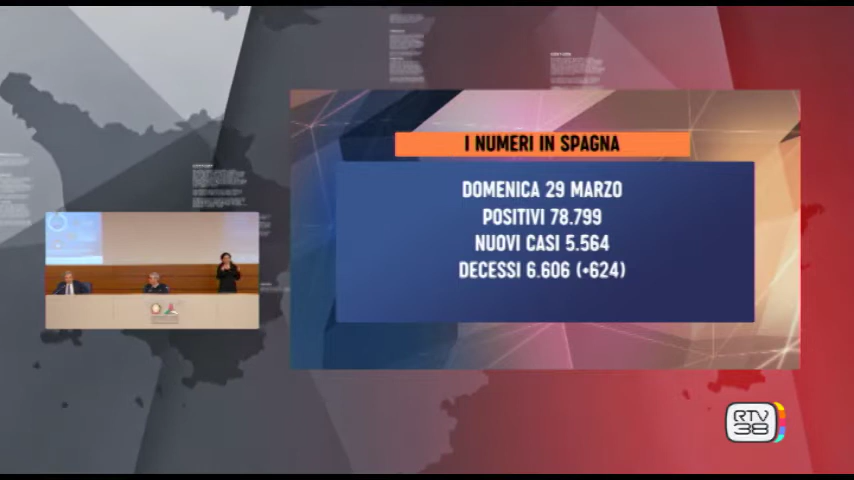 I NUMERI IN SPAGNA
DOMENICA 29 MARZO
POSITIVI 78.799
NUOVI CASI 5.564
DECESSI 6.606 (+624)
RTV
38